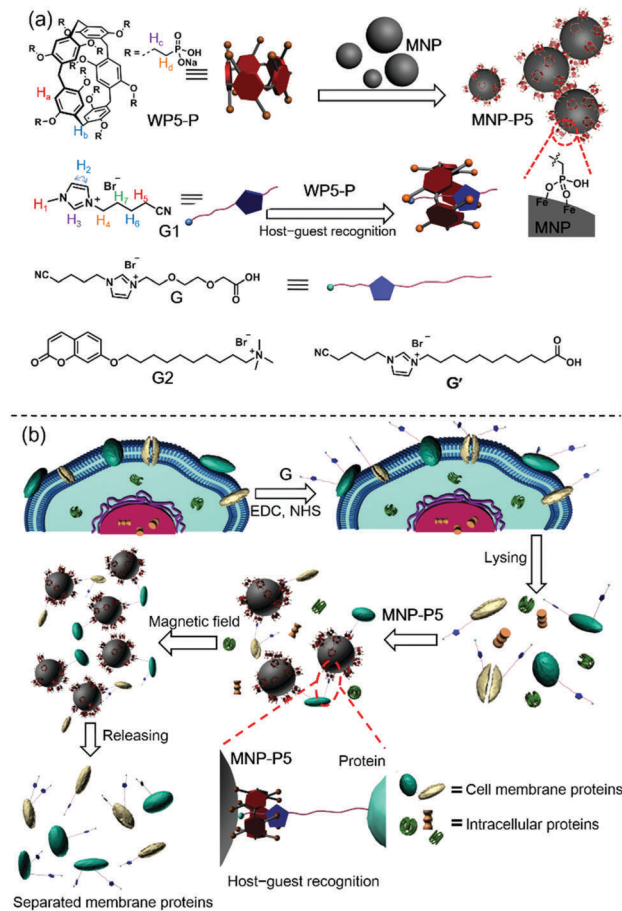 (a)
R
R
R
R
R
R
R
R
R
R
R =
Hc
Hd
O
P
OH
ONa
Ha
Hb
WP5-P
MNP
MNP-P5
H2
Br−
H7
H5
CN
H1
H3
H4
H6
G1
WP5-P
Host−guest recognition
P
OH
O
O
Fe
Fe
MNP
NC
Br−
N
N+
O
O
O
OH
G
O
O
O
Br−
N+
G2
NC
Br−
N
N+
O
OH
G′
(b)
G
EDC, NHS
Lysing
MNP-P5
Magnetic field
Releasing
MNP-P5
Protein
Host−guest recognition
= Cell membrane proteins
= Intracellular proteins
Separated membrane proteins